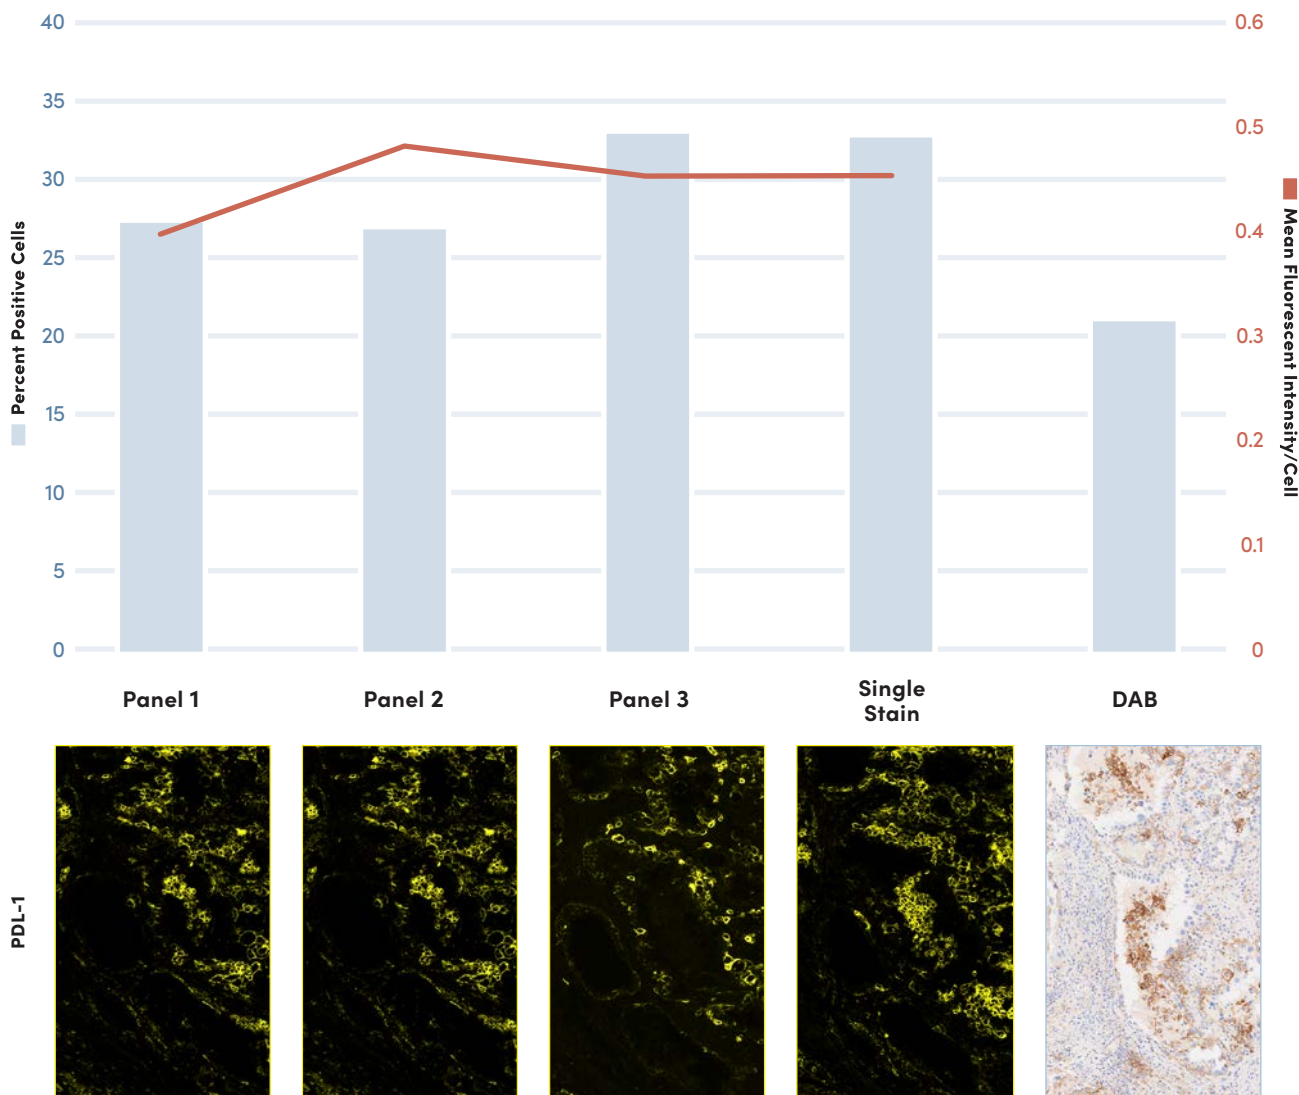 40
35
30
25
20
15
10
5
0
Percent Positive Cells
0.6
0.5
0.4
0.3
0.2
0.1
0
Mean Fluorescent Intensity/Cell
Panel 1
Panel 2
Panel 3
Single
Stain
DAB
PDL-1